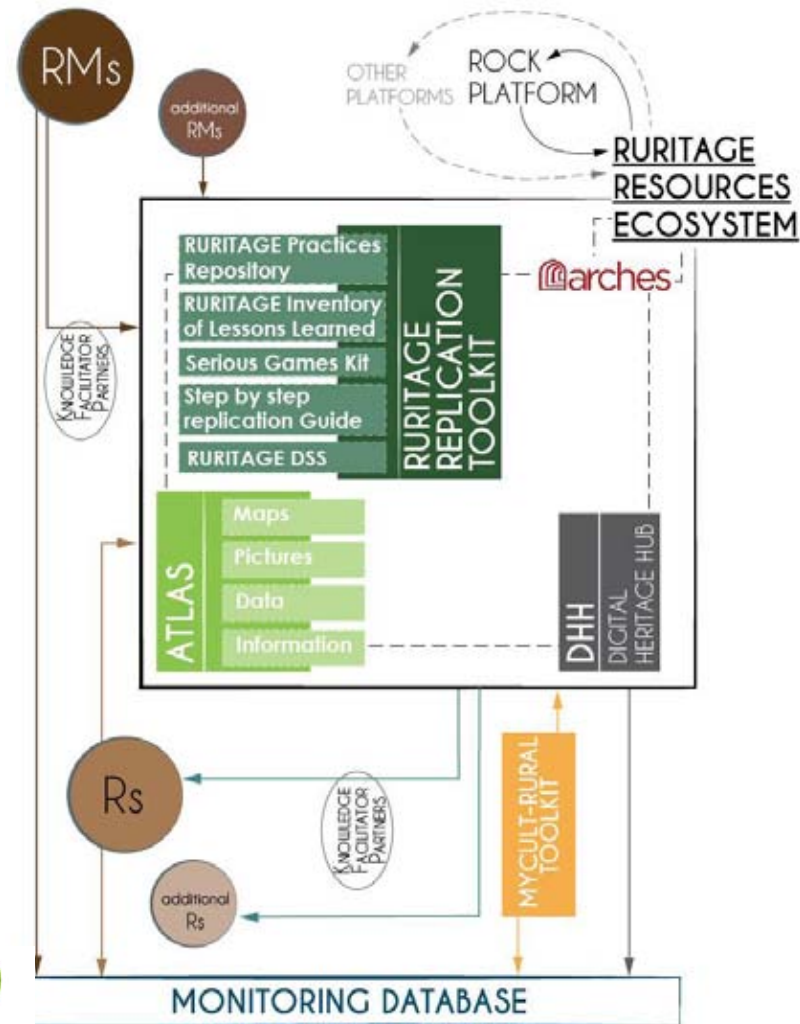 RMs
additional
RMs
OTHER
PLATFORMS
ROCK
PLATFORM
RURITAGE
RESOURCES
ECOSYSTEM
arches
RURITAGE Practices
Repository
RURITAGE Inventory
of Lessons Learned
Serious Games Kit
Step by step
replication Guide
RURITAGE DSS
RURITAGE
REPLICATION
TOOLKIT
KNOWLEDGE
FACILITATOR
PARTNERS
ATLAS
Maps
Pictures
Data
Information
DHH
DIGITAL
HERITAGE HUB
Rs
KNOWLEDGE
FACILITATOR
PARTNERS
MYCULT-RURAL
TOOLKIT
additional
Rs
MONITORING DATABASE